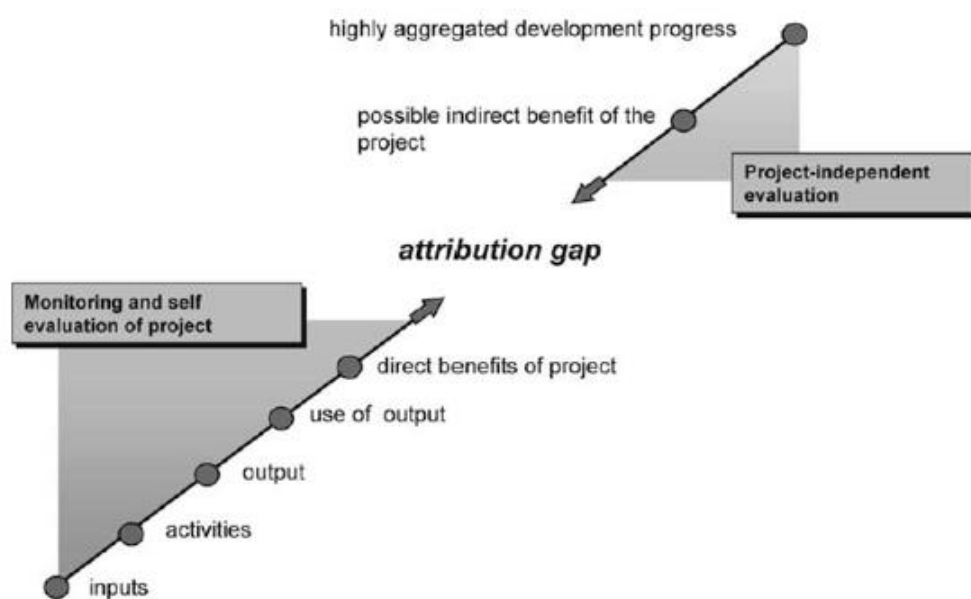 highly aggregated development progress
possible indirect benefit of the
project
Project-independent
evaluation
attribution gap
Monitoring and self
evaluation of project
direct benefits of project
use of output
output
activities
inputs